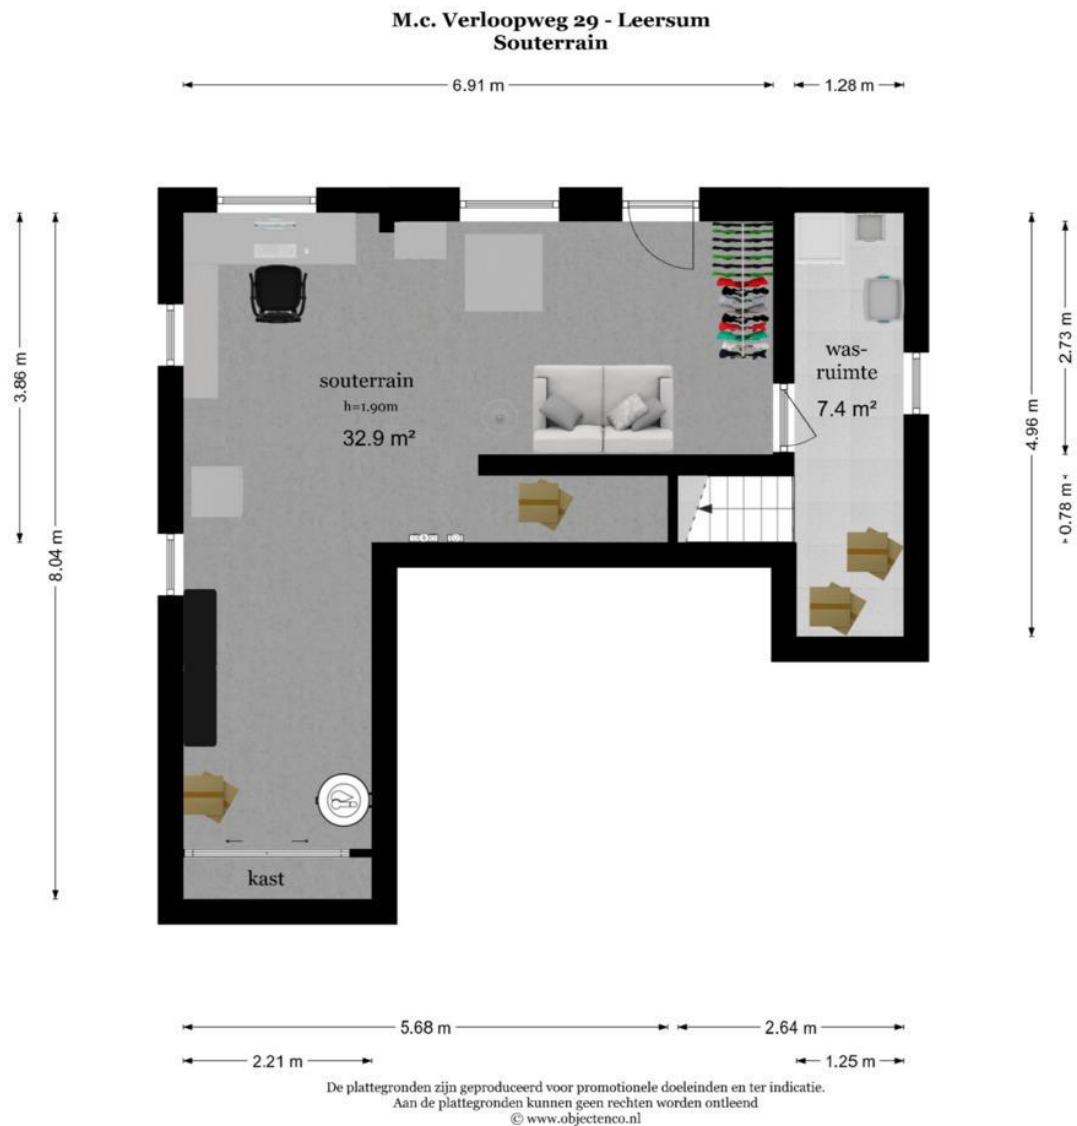 M.c. Verloopweg 29 - Leersum
Souterrain
6.91 m
1.28 m
3.86 m
8.04 m
souterrain
h=1.90m
32.9 m²
was-
ruimte
7.4 m²
4.96 m
2.73 m
0.78 m
kast
5.68 m
2.64 m
2.21 m
1.25 m
De plattegronden zijn geproduceerd voor promotionele doeleinden en ter indicatie.
Aan de plattegronden kunnen geen rechten worden ontleend
© www.objectenco.nl